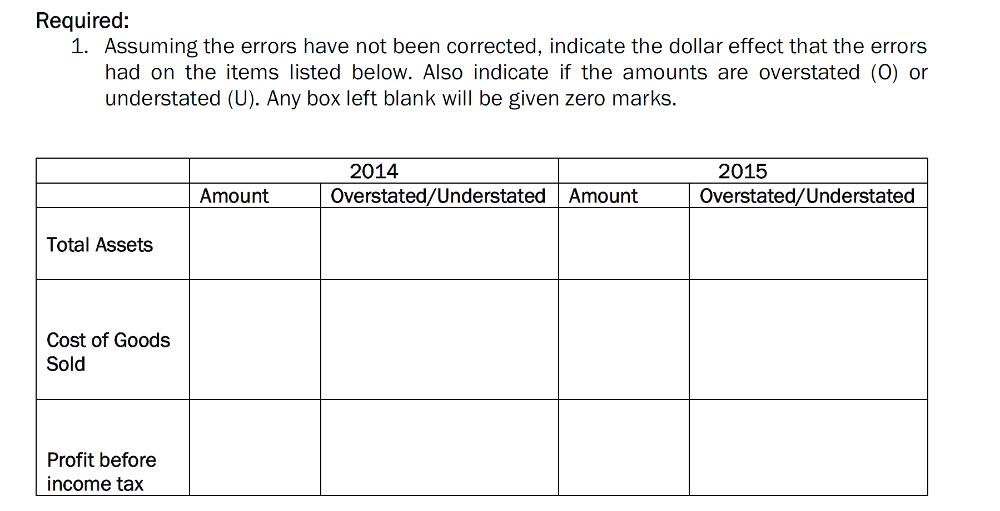 Required:
1. Assuming the errors have not been corrected, indicate the dollar effect that the errors
had on the items listed below. Also indicate if the amounts are overstated (O) or
understated (U). Any box left blank will be given zero marks.
2014 2015
Amount Overstated/Understated Amount Overstated/Understated
Total Assets
Cost of Goods
Sold
Profit before
income tax